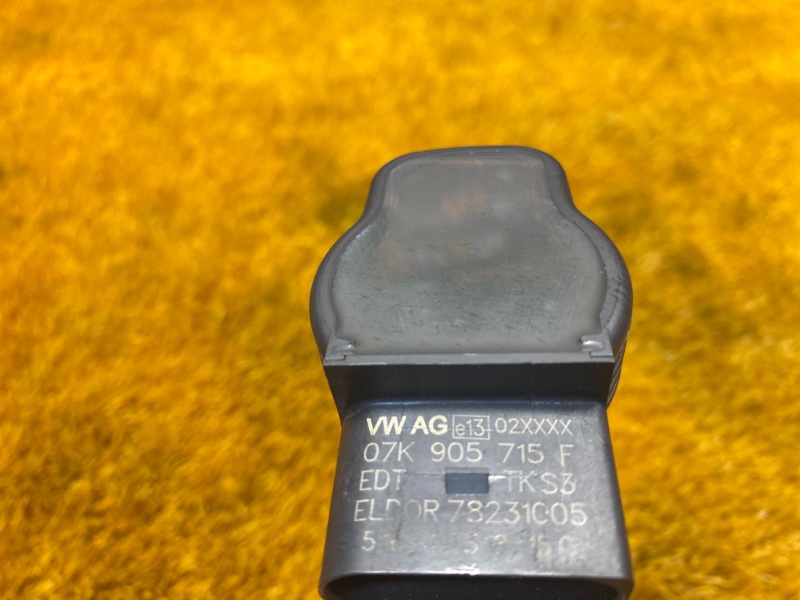 VW AG e13 02XXXX
07K 905 715 F
EDT TKS3
ELDOR 78231C05